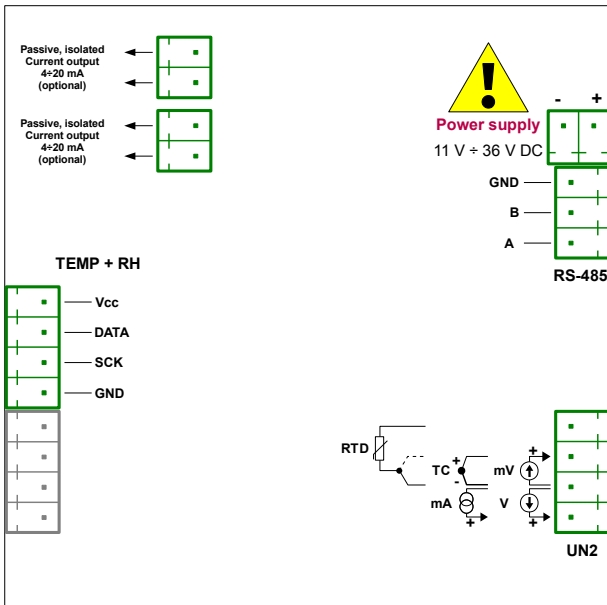 Passive, isolated
Current output
4÷20 mA
(optional)
Passive, isolated
Current output
4÷20 mA
(optional)
!
- +
Power supply
11 V ÷ 36 V DC
GND
B
A
RS-485
TEMP + RH
Vcc
DATA
SCK
GND
RTD
+
TC
-
mA
+
+
mV
V
+
UN2